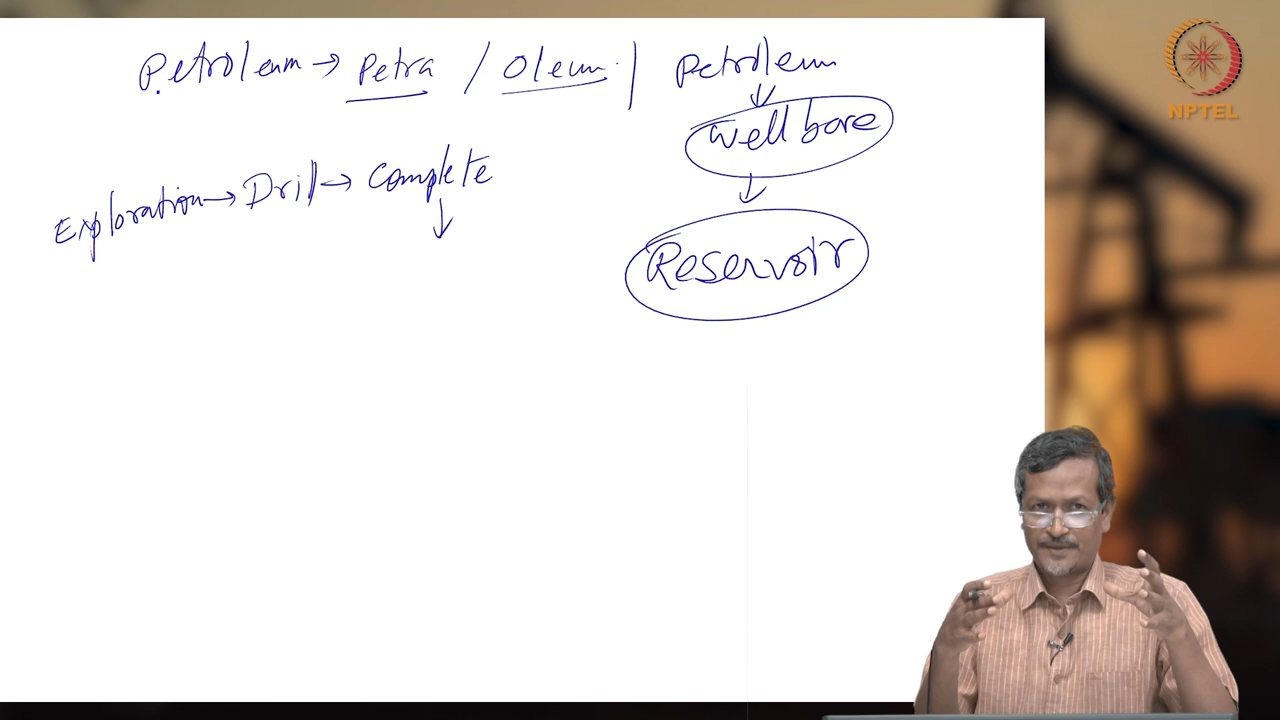 Petroleum → Petra / Oleum. | Petroleum
↓
Well bore
↓
Reservoir
Exploration → Drill → Complete
↓
NPTEL